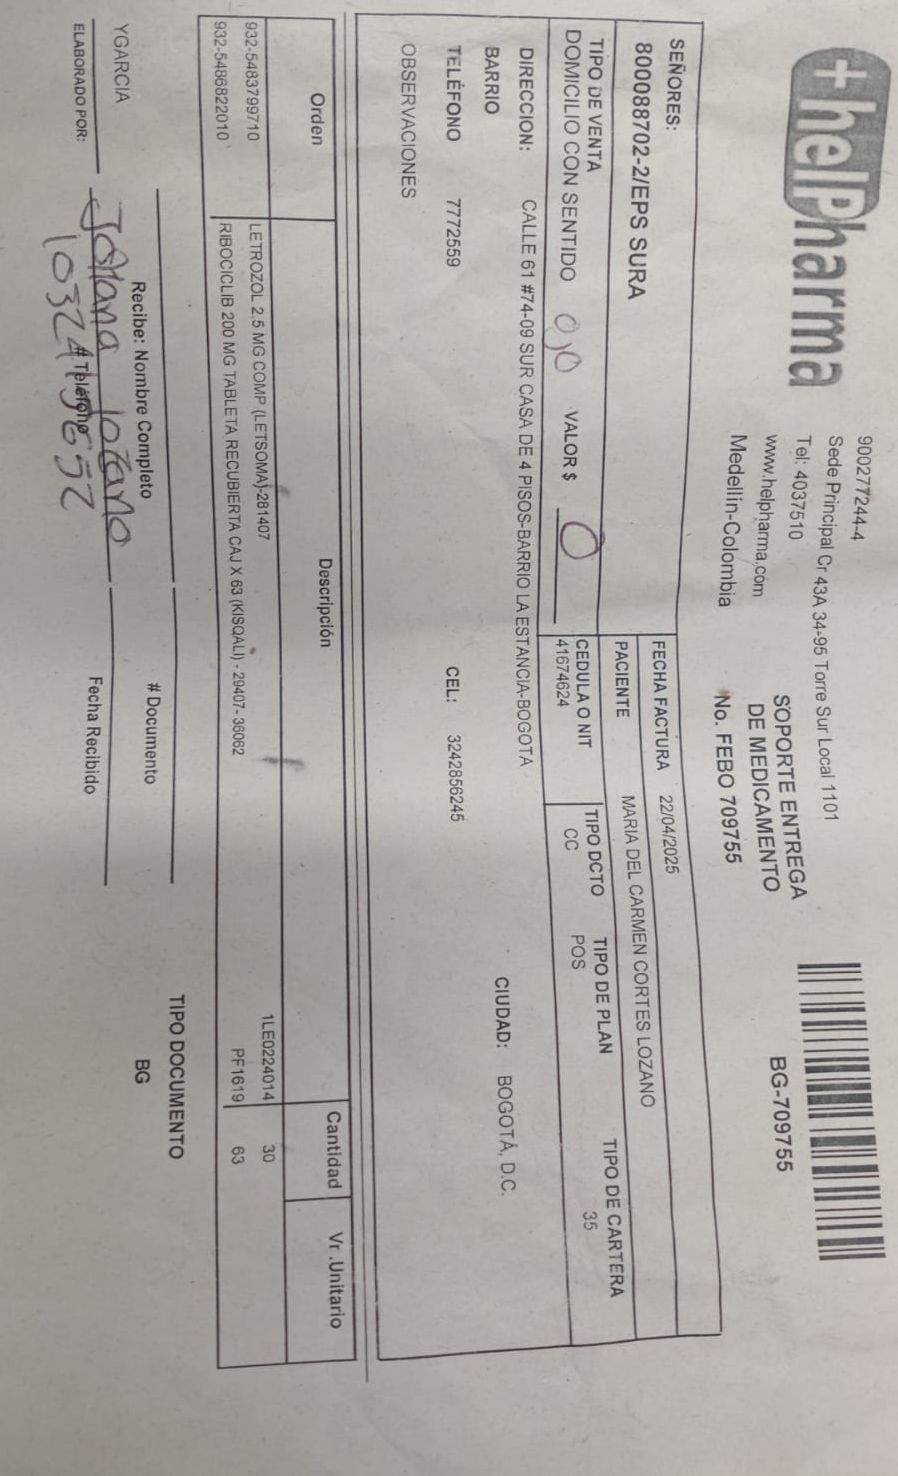 +helPharma
900277244-4
Sede Principal Cr 43A 34-95 Torre Sur Local 1101
Tel: 4037510
www.helpharma.com
Medellin-Colombia
SOPORTE ENTREGA
DE MEDICAMENTO
No. FEBO 709755
BG-709755
SEÑORES:
800088702-2/EPS SURA
FECHA FACTURA 22/04/2025
PACIENTE MARIA DEL CARMEN CORTES LOZANO
TIPO DE VENTA
DOMICILIO CON SENTIDO VALOR $ 0
CEDULA O NIT TIPO DCTO TIPO DE PLAN TIPO DE CARTERA
41674624 CC POS 35
DIRECCION: CALLE 61 #74-09 SUR CASA DE 4 PISOS-BARRIO LA ESTANCIA-BOGOTA
BARRIO CIUDAD: BOGOTÁ, D.C.
TELÉFONO 7772559 CEL: 3242856245
OBSERVACIONES
Orden Descripción Cantidad Vr .Unitario
932-5483799710 LETROZOL 2.5 MG COMP (LETSOMA)-281407 1LE0224014 30
932-5486822010 RIBOCICLIB 200 MG TABLETA RECUBIERTA CAJ X 63 (KISQALI) - 29407- 36062 PF1619 63
TIPO DOCUMENTO
BG
Recibe: Nombre Completo # Documento
YGARCIA Johana lozano
ELABORADO POR: # Teléfono Fecha Recibido